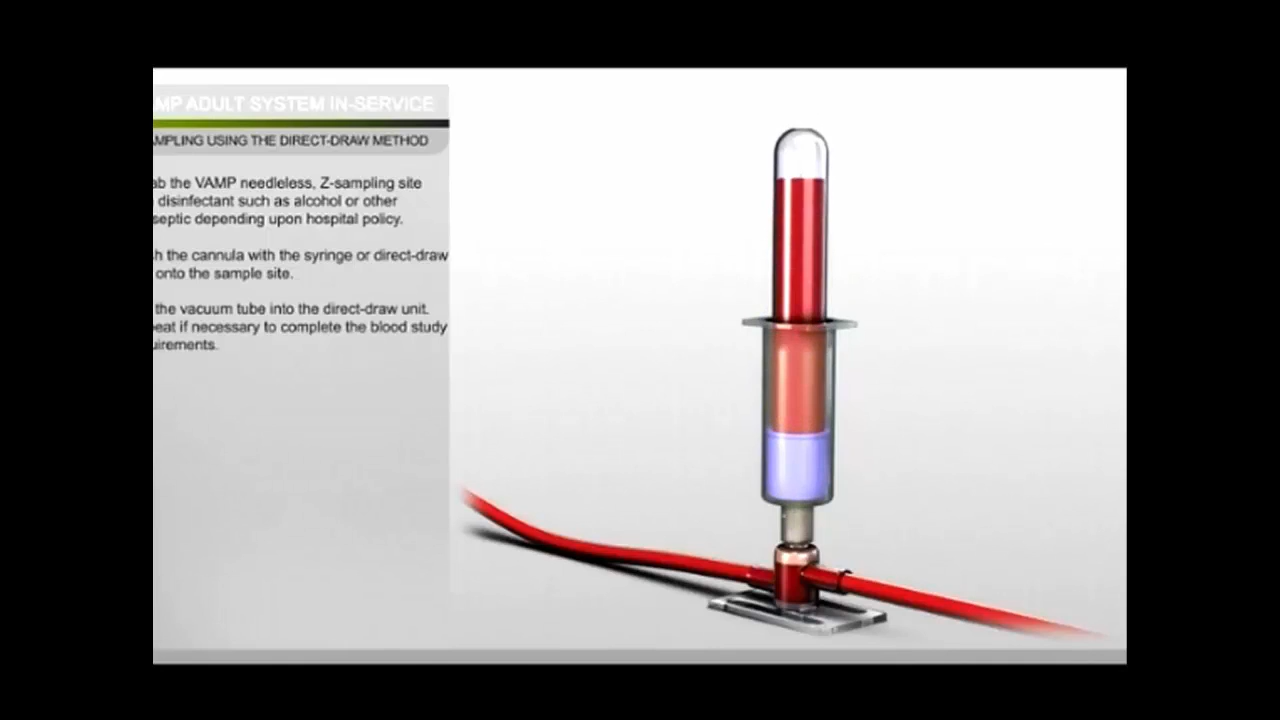 MP ADULT SYSTEM IN-SERVICE
MPLING USING THE DIRECT-DRAW METHOD
ab the VAMP needleless, Z-sampling site
disinfectant such as alcohol or other
septic depending upon hospital policy.
h the cannula with the syringe or direct-draw
onto the sample site.
the vacuum tube into the direct-draw unit.
eat if necessary to complete the blood study
uirements.